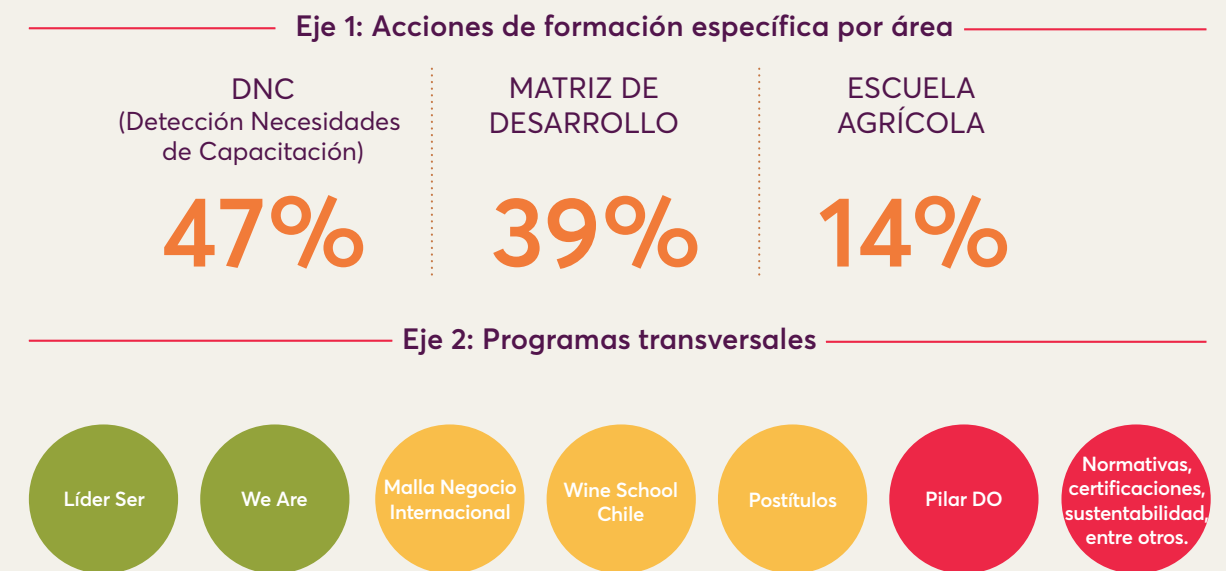 Eje 1: Acciones de formación específica por área
DNC
(Detección Necesidades
de Capacitación)
47%
MATRIZ DE
DESARROLLO
39%
ESCUELA
AGRÍCOLA
14%
Eje 2: Programas transversales
Líder Ser
We Are
Malla Negocio
Internacional
Wine School
Chile
Postítulos
Pilar DO
Normativas,
certificaciones,
sustentabilidad,
entre otros.